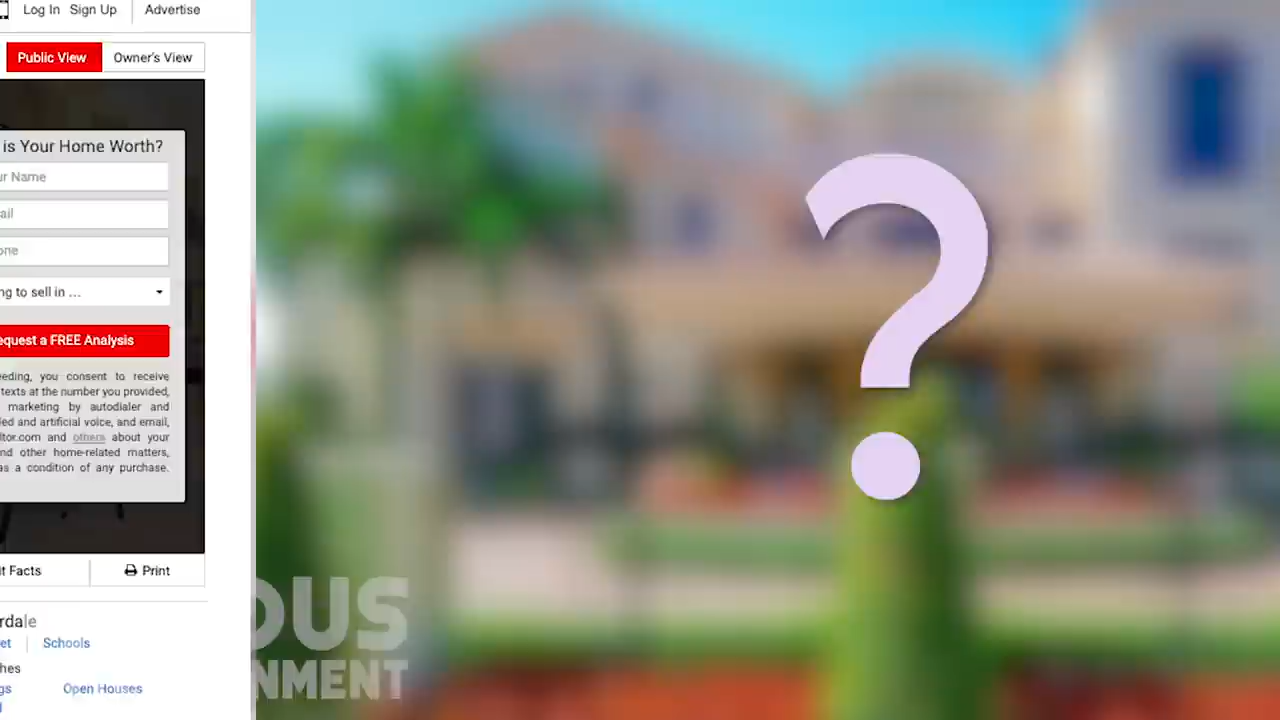 Log In Sign Up Advertise
Public View Owner's View
is Your Home Worth?
ur Name
ail
one
ng to sell in ...
equest a FREE Analysis
eeding, you consent to receive
texts at the number you provided,
marketing by autodialer and
ed and artificial voice, and email,
ltor.com and others about your
nd other home-related matters,
as a condition of any purchase.
it Facts Print
rdale
et Schools
hes
gs Open Houses
?
OUS
NMENT